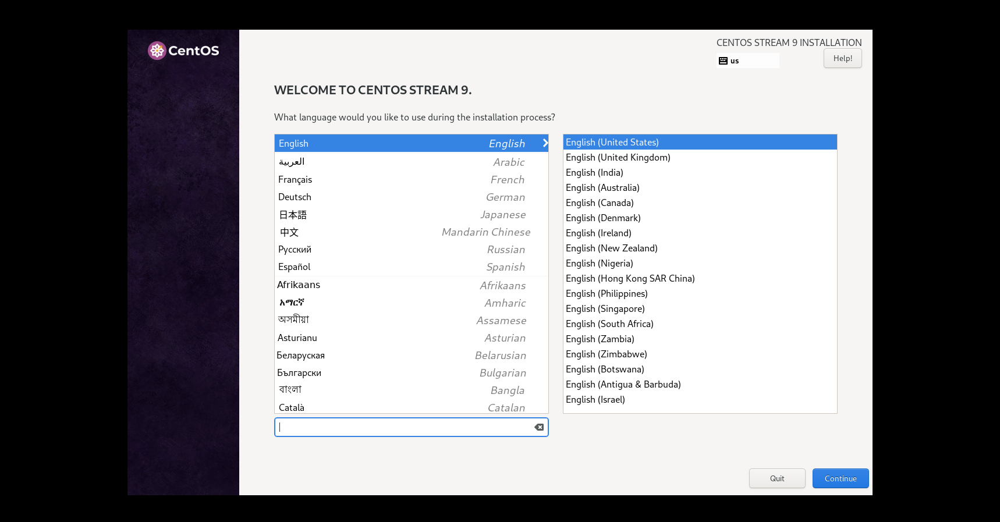 CentOS
CENTOS STREAM 9 INSTALLATION
us
Help!
WELCOME TO CENTOS STREAM 9.
What language would you like to use during the installation process?
English English
العربية Arabic
Français French
Deutsch German
日本語 Japanese
中文 Mandarin Chinese
Русский Russian
Español Spanish
Afrikaans Afrikaans
አማርኛ Amharic
অসমীয়া Assamese
Asturianu Asturian
Беларуская Belarusian
Български Bulgarian
বাংলা Bangla
Català Catalan
English (United States)
English (United Kingdom)
English (India)
English (Australia)
English (Canada)
English (Denmark)
English (Ireland)
English (New Zealand)
English (Nigeria)
English (Hong Kong SAR China)
English (Philippines)
English (Singapore)
English (South Africa)
English (Zambia)
English (Zimbabwe)
English (Botswana)
English (Antigua & Barbuda)
English (Israel)
Quit
Continue